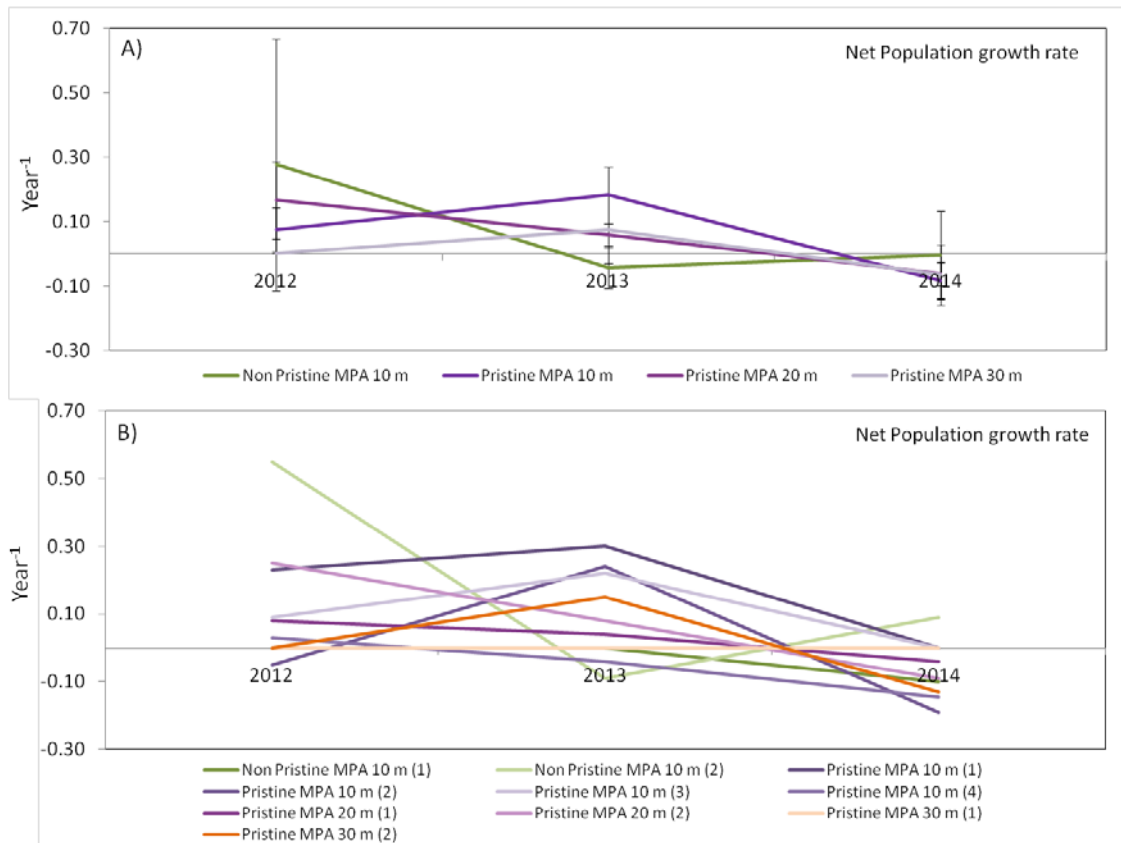 A)
Net Population growth rate
Year-1
0.70
0.50
0.30
0.10
-0.10
-0.30
2012 2013 2014
Non Pristine MPA 10 m Pristine MPA 10 m Pristine MPA 20 m Pristine MPA 30 m
B)
Net Population growth rate
Year-1
0.70
0.50
0.30
0.10
-0.10
-0.30
2012 2013 2014
Non Pristine MPA 10 m (1) Non Pristine MPA 10 m (2) Pristine MPA 10 m (1)
Pristine MPA 10 m (2) Pristine MPA 10 m (3) Pristine MPA 10 m (4)
Pristine MPA 20 m (1) Pristine MPA 20 m (2) Pristine MPA 30 m (1)
Pristine MPA 30 m (2)